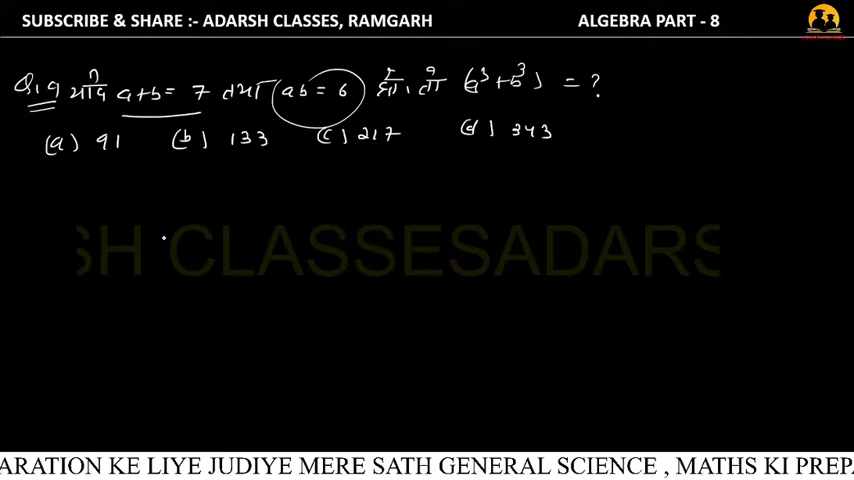 SUBSCRIBE & SHARE :- ADARSH CLASSES, RAMGARH ALGEBRA PART - 8
Q.9 यदि a+b= 7 तथा ab = 6 हो, तो (a³+b³) = ?
(a) 91 (b) 133 (c) 217 (d) 343
SH CLASSESADARS
ARATION KE LIYE JUDIYE MERE SATH GENERAL SCIENCE , MATHS KI PREPA